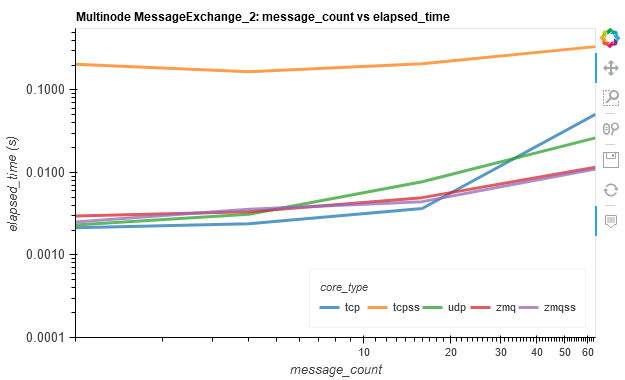 Multinode MessageExchange_2: message_count vs elapsed_time
elapsed_time (s)
0.1000
0.0100
0.0010
0.0001
core_type
tcp tcpss udp zmq zmqss
10 20 30 40 50 60
message_count